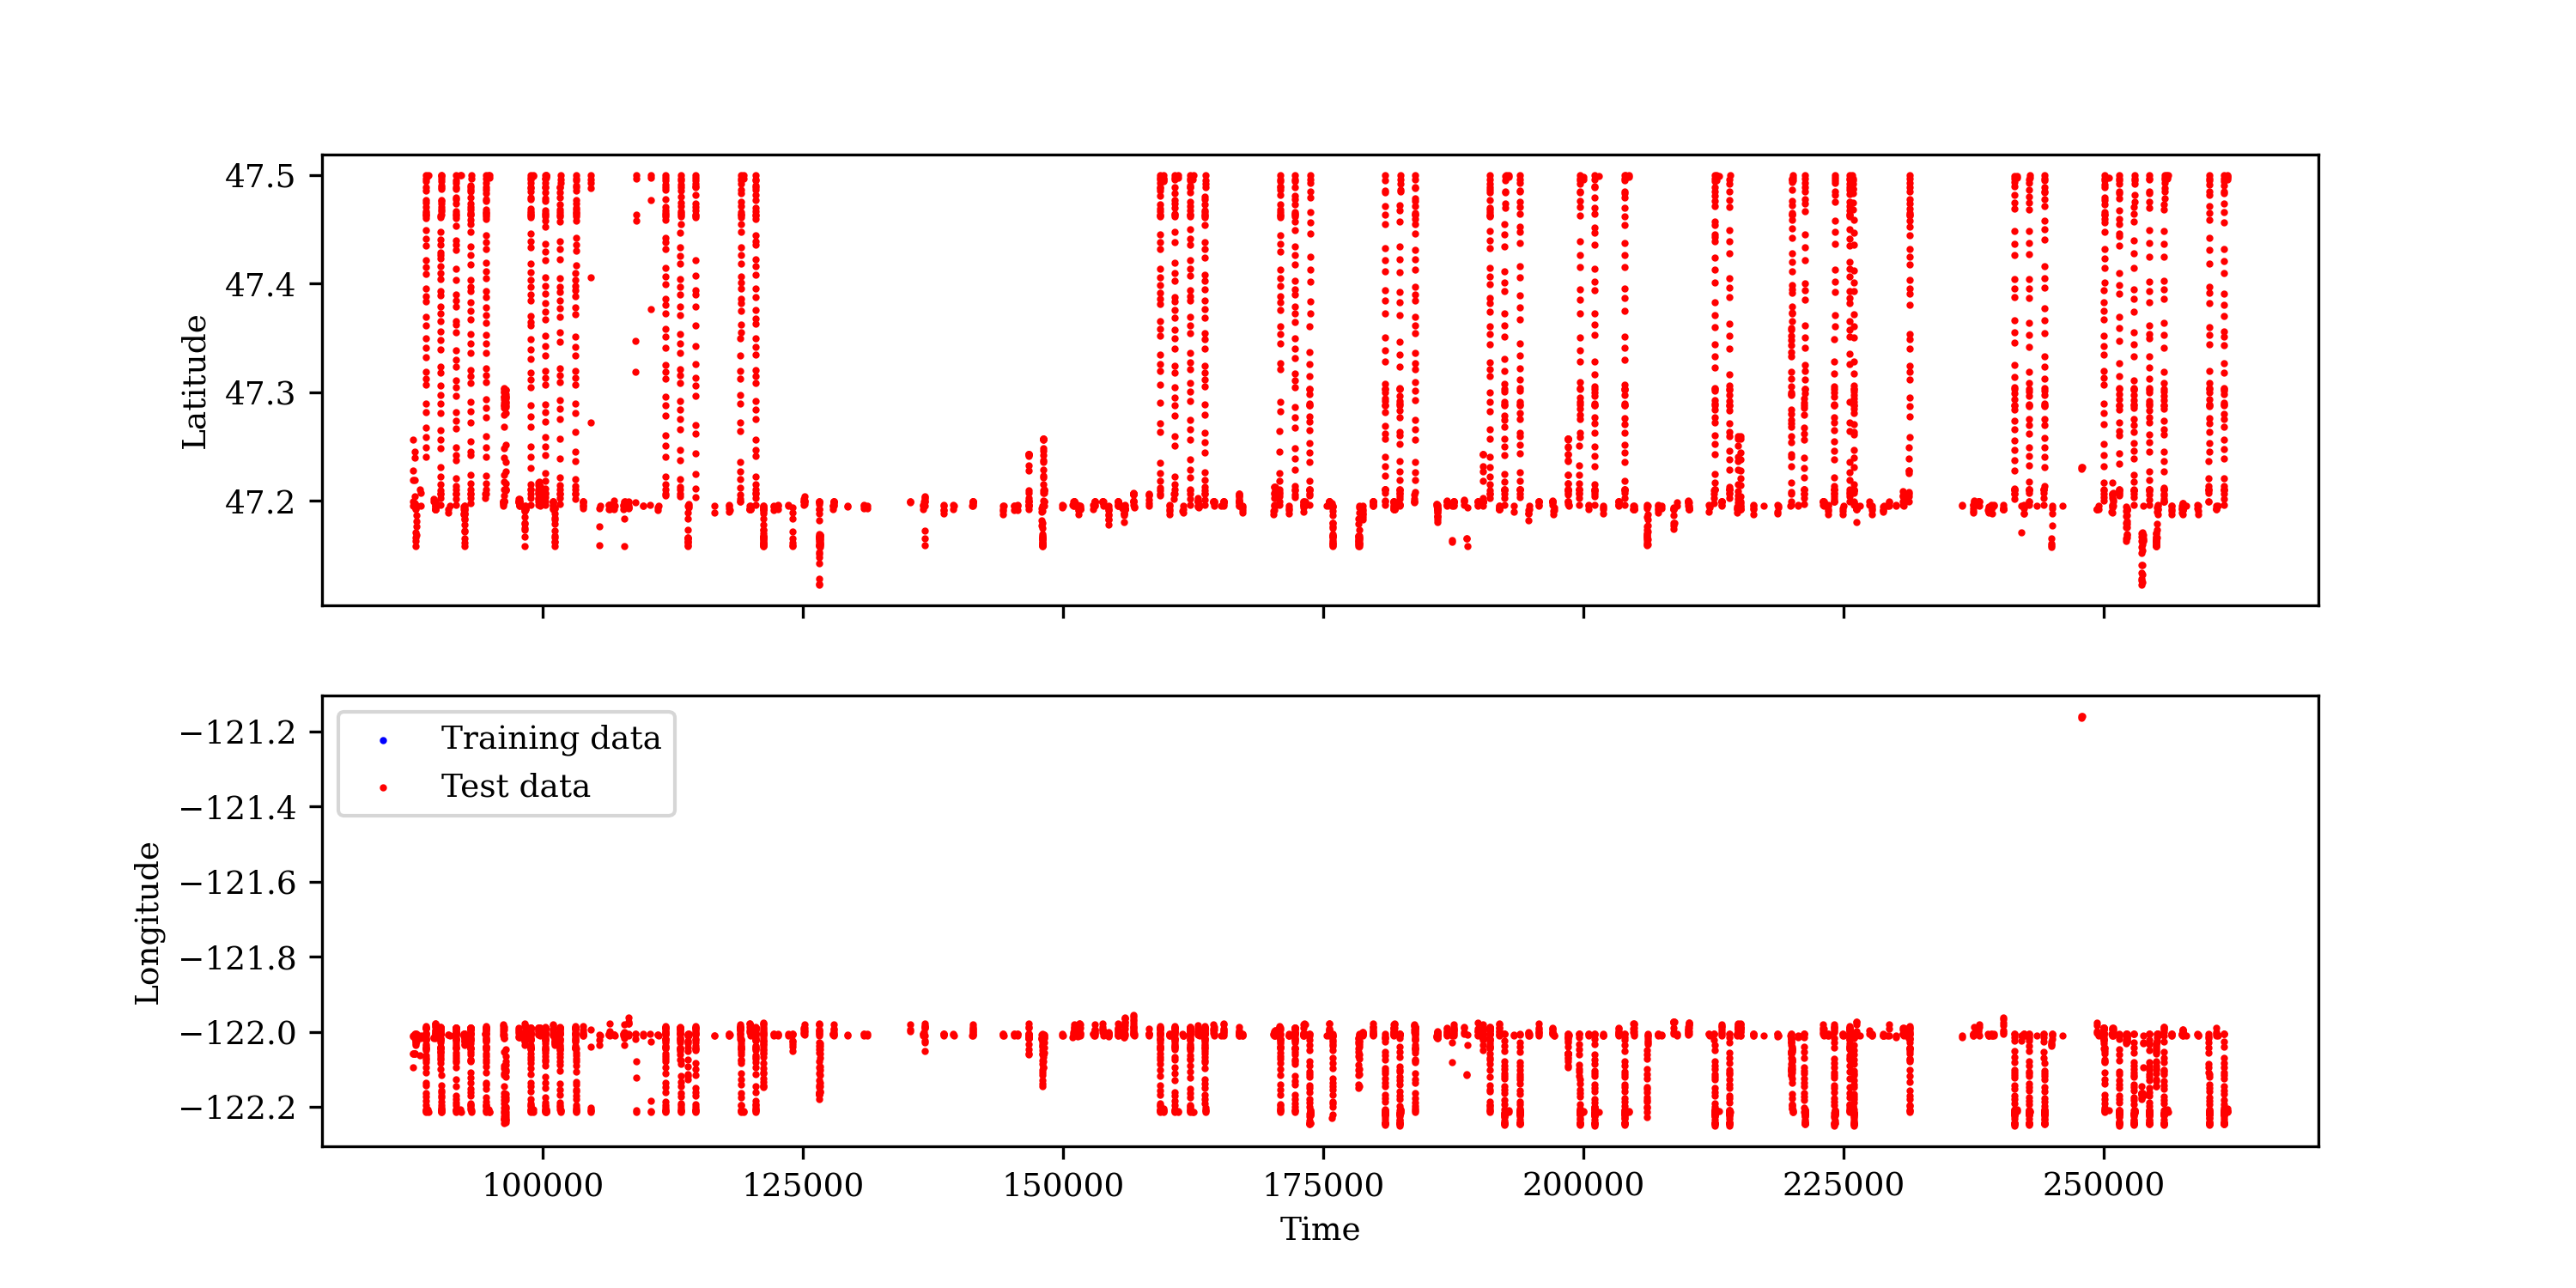 47.5
47.4
47.3
47.2
Latitude
−121.2
−121.4
−121.6
−121.8
−122.0
−122.2
Longitude
Training data
Test data
100000 125000 150000 175000 200000 225000 250000
Time